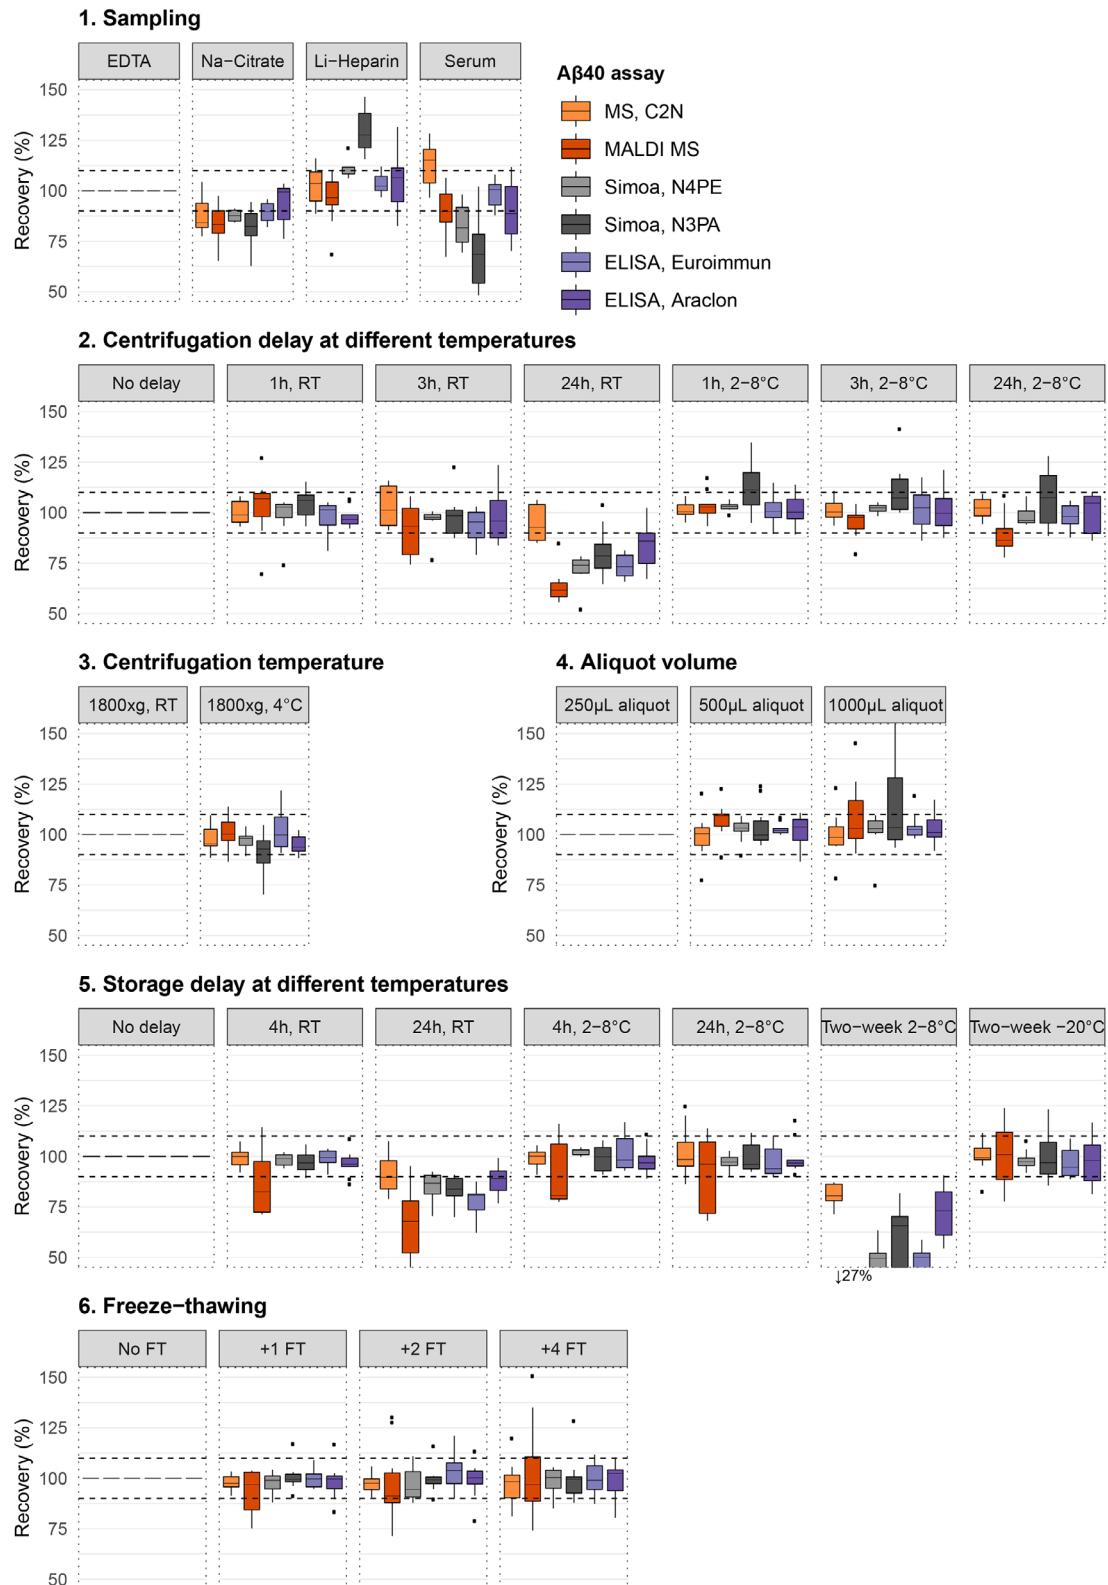 1. Sampling
EDTA Na−Citrate Li−Heparin Serum
150
125
100
75
50
Recovery (%)
Aβ40 assay
MS, C2N
MALDI MS
Simoa, N4PE
Simoa, N3PA
ELISA, Euroimmun
ELISA, Araclon
2. Centrifugation delay at different temperatures
No delay 1h, RT 3h, RT 24h, RT 1h, 2−8°C 3h, 2−8°C 24h, 2−8°C
150
125
100
75
50
Recovery (%)
3. Centrifugation temperature
1800xg, RT 1800xg, 4°C
150
125
100
75
50
Recovery (%)
4. Aliquot volume
250µL aliquot 500µL aliquot 1000µL aliquot
150
125
100
75
50
Recovery (%)
5. Storage delay at different temperatures
No delay 4h, RT 24h, RT 4h, 2−8°C 24h, 2−8°C Two−week 2−8°C Two−week −20°C
150
125
100
75
50
Recovery (%)
↓27%
6. Freeze−thawing
No FT +1 FT +2 FT +4 FT
150
125
100
75
50
Recovery (%)